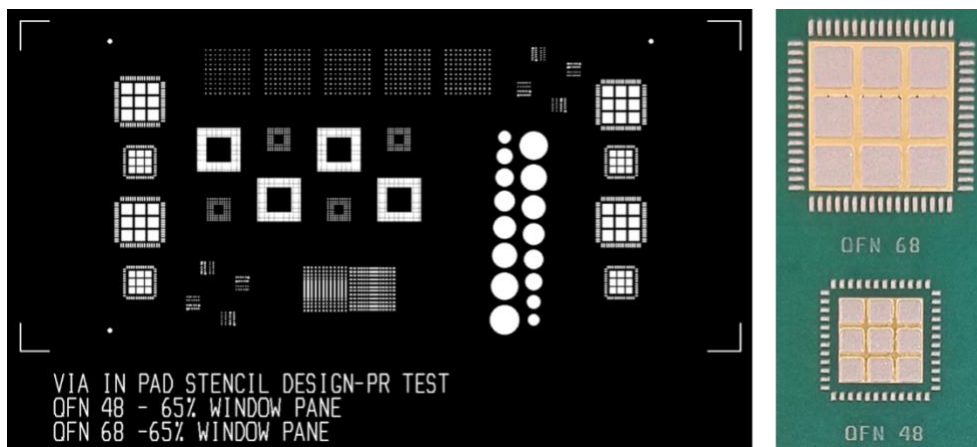 VIA IN PAD STENCIL DESIGN-PR TEST
QFN 48 - 65% WINDOW PANE
QFN 68 -65% WINDOW PANE
QFN 68
QFN 48